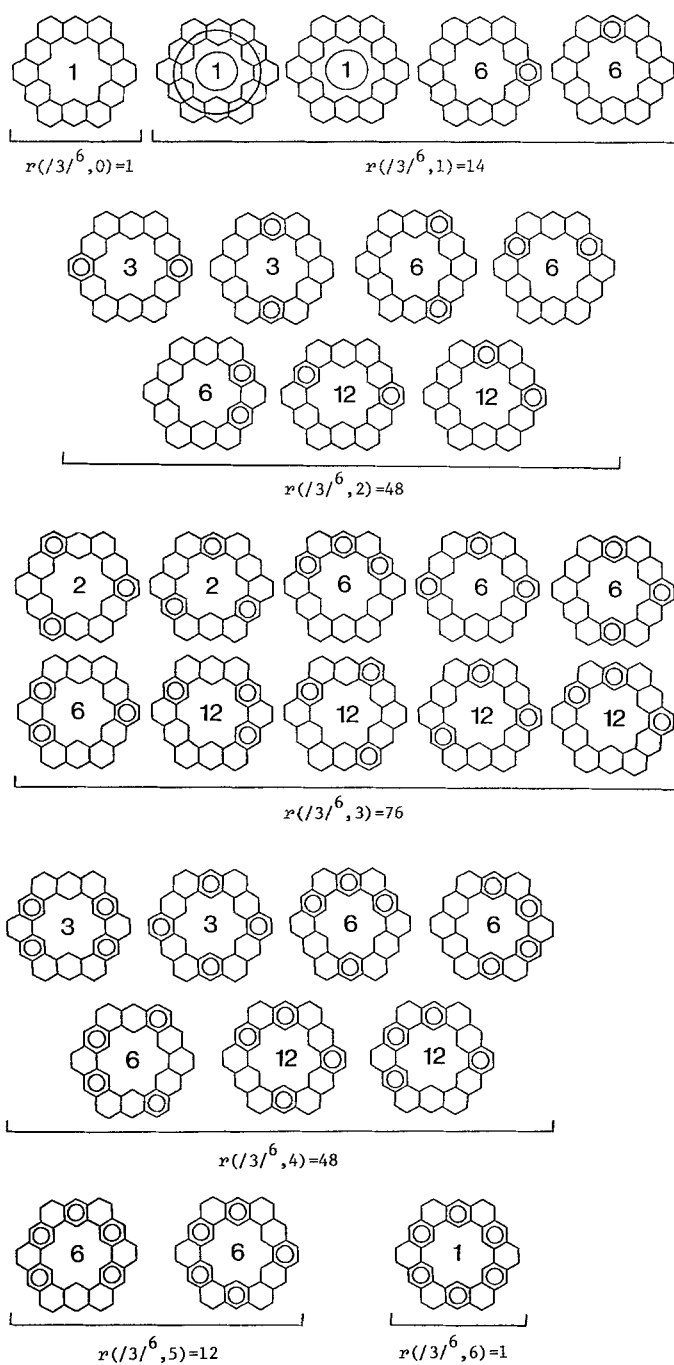 1 1 1 6 6
r(/3/⁶,0)=1 r(/3/⁶,1)=14
3 3 6 6
6 12 12
r(/3/⁶,2)=48
2 2 6 6 6
6 12 12 12 12
r(/3/⁶,3)=76
3 3 6 6
6 12 12
r(/3/⁶,4)=48
6 6 1
r(/3/⁶,5)=12 r(/3/⁶,6)=1